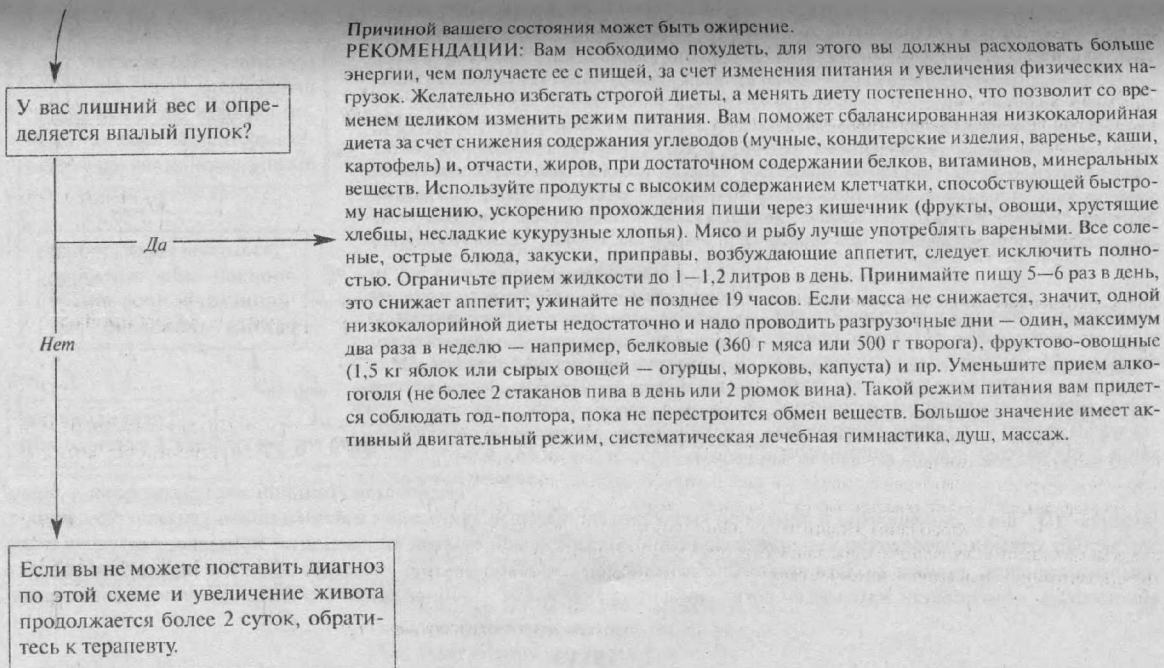 У вас лишний вес и опре-
деляется впалый пупок?
Причиной вашего состояния может быть ожирение.
РЕКОМЕНДАЦИИ: Вам необходимо похудеть, для этого вы должны расходовать больше
энергии, чем получаете ее с пищей, за счет изменения питания и увеличения физических на-
грузок. Желательно избегать строгой диеты, а менять диету постепенно, что позволит со вре-
менем целиком изменить режим питания. Вам поможет сбалансированная низкокалорийная
диета за счет снижения содержания углеводов (мучные, кондитерские изделия, варенье, каши,
картофель) и, отчасти, жиров, при достаточном содержании белков, витаминов, минеральных
веществ. Используйте продукты с высоким содержанием клетчатки, способствующей быстро-
му насыщению, ускорению прохождения пиши через кишечник (фрукты, овощи, хрустящие
хлебцы, несладкие кукурузные хлопья). Мясо и рыбу лучше употреблять вареными. Все соле-
ные, острые блюда, закуски, приправы, возбуждающие аппетит, следует исключить полно-
стью. Ограничьте прием жидкости до 1—1,2 литров в день. Принимайте пищу 5—6 раз в день,
что снижает аппетит; ужинайте не позднее 19 часов. Если масса не снижается, значит, одной
низкокалорийной диеты недостаточно и надо проводить разгрузочные дни — один, максимум
два раза в неделю — например, белковые (360 г мяса или 500 г творога), фруктово-овощные
(1,5 кг яблок или сырых овощей — огурцы, морковь, капуста) и пр. Уменьшите прием алко-
гоголя (не более 2 стаканов пива в день или 2 рюмок вина). Такой режим питания вам придет-
ся соблюдать год-полтора, пока не перестроится обмен веществ. Большое значение имеет ак-
тивный двигательный режим, систематическая лечебная гимнастика, душ, массаж.
Да
Нет
Если вы не можете поставить диагноз
по этой схеме и увеличение живота
продолжается более 2 суток, обрати-
тесь к терапевту.